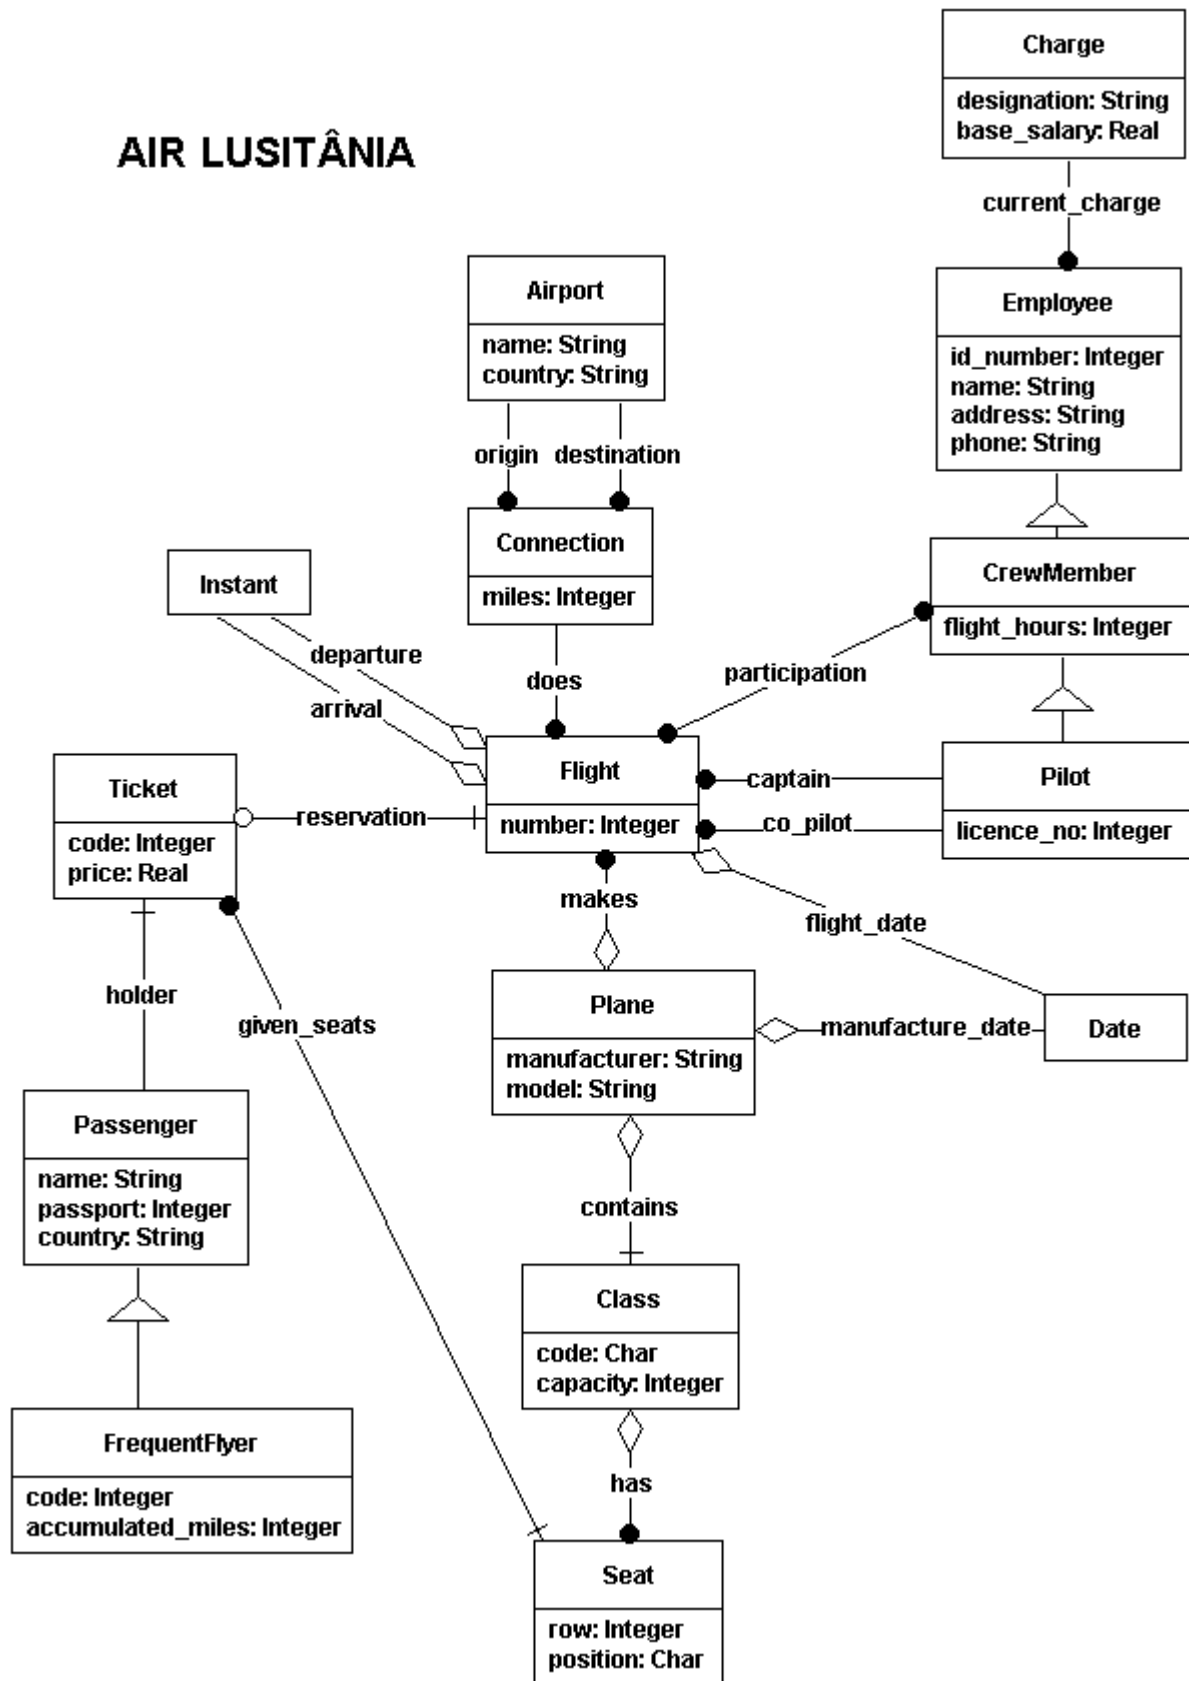 Charge
designation: String
base_salary: Real
AIR LUSITÂNIA
current_charge
Airport
name: String
country: String
Employee
id_number: Integer
name: String
address: String
phone: String
origin
destination
Connection
miles: Integer
Instant
CrewMember
flight_hours: Integer
departure
arrival
does
participation
Ticket
code: Integer
price: Real
reservation
Flight
number: Integer
captain
co_pilot
Pilot
licence_no: Integer
makes
flight_date
holder
given_seats
Plane
manufacturer: String
model: String
manufacture_date
Date
Passenger
name: String
passport: Integer
country: String
contains
Class
code: Char
capacity: Integer
FrequentFlyer
code: Integer
accumulated_miles: Integer
has
Seat
row: Integer
position: Char